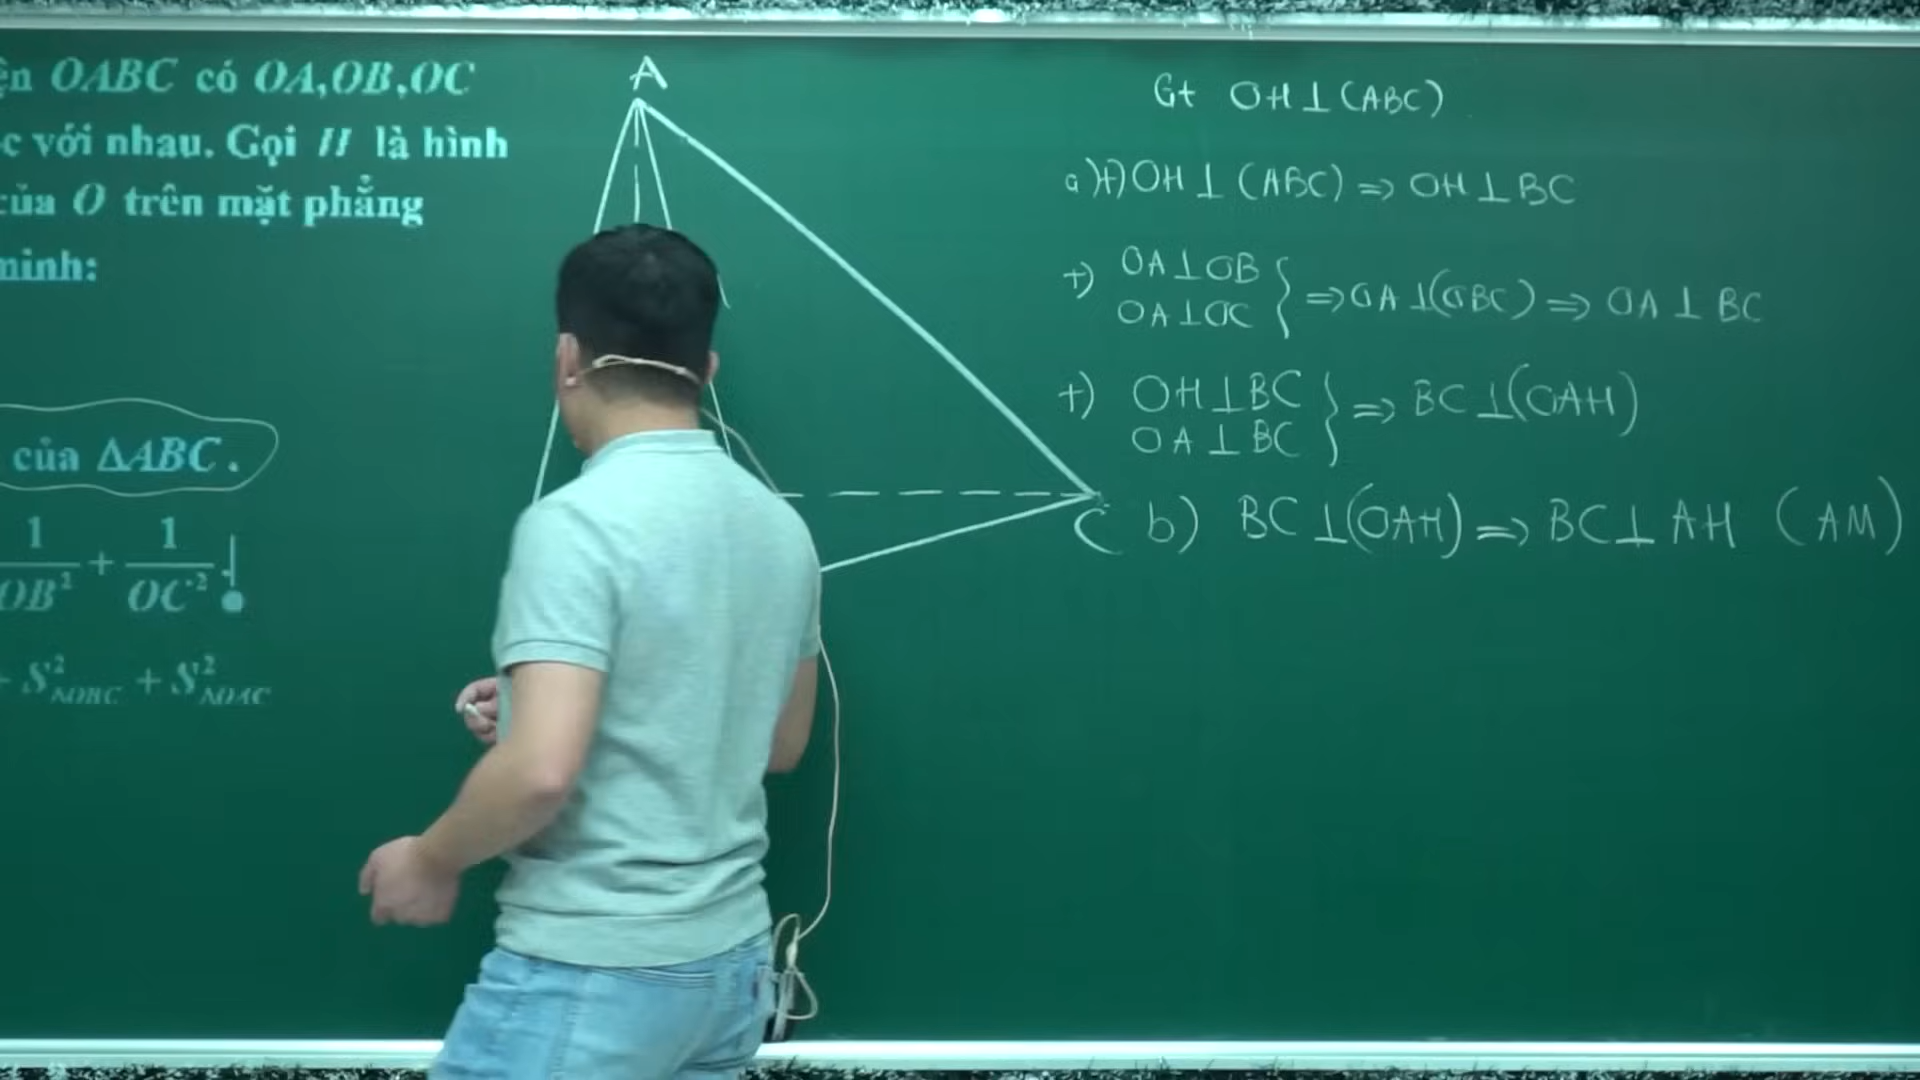 ện OABC có OA,OB,OC
c với nhau. Gọi H là hình
của O trên mặt phẳng
minh:
của ΔABC.
1/OB² + 1/OC².
+ S²ΔOBC + S²ΔOAC
A
C
Gt OH⊥(ABC)
a)+) OH⊥(ABC) => OH⊥BC
+) OA⊥OB
OA⊥OC } => OA⊥(OBC) => OA⊥BC
+) OH⊥BC
OA⊥BC } => BC⊥(OAH)
b) BC⊥(OAH) => BC⊥AH (AM)